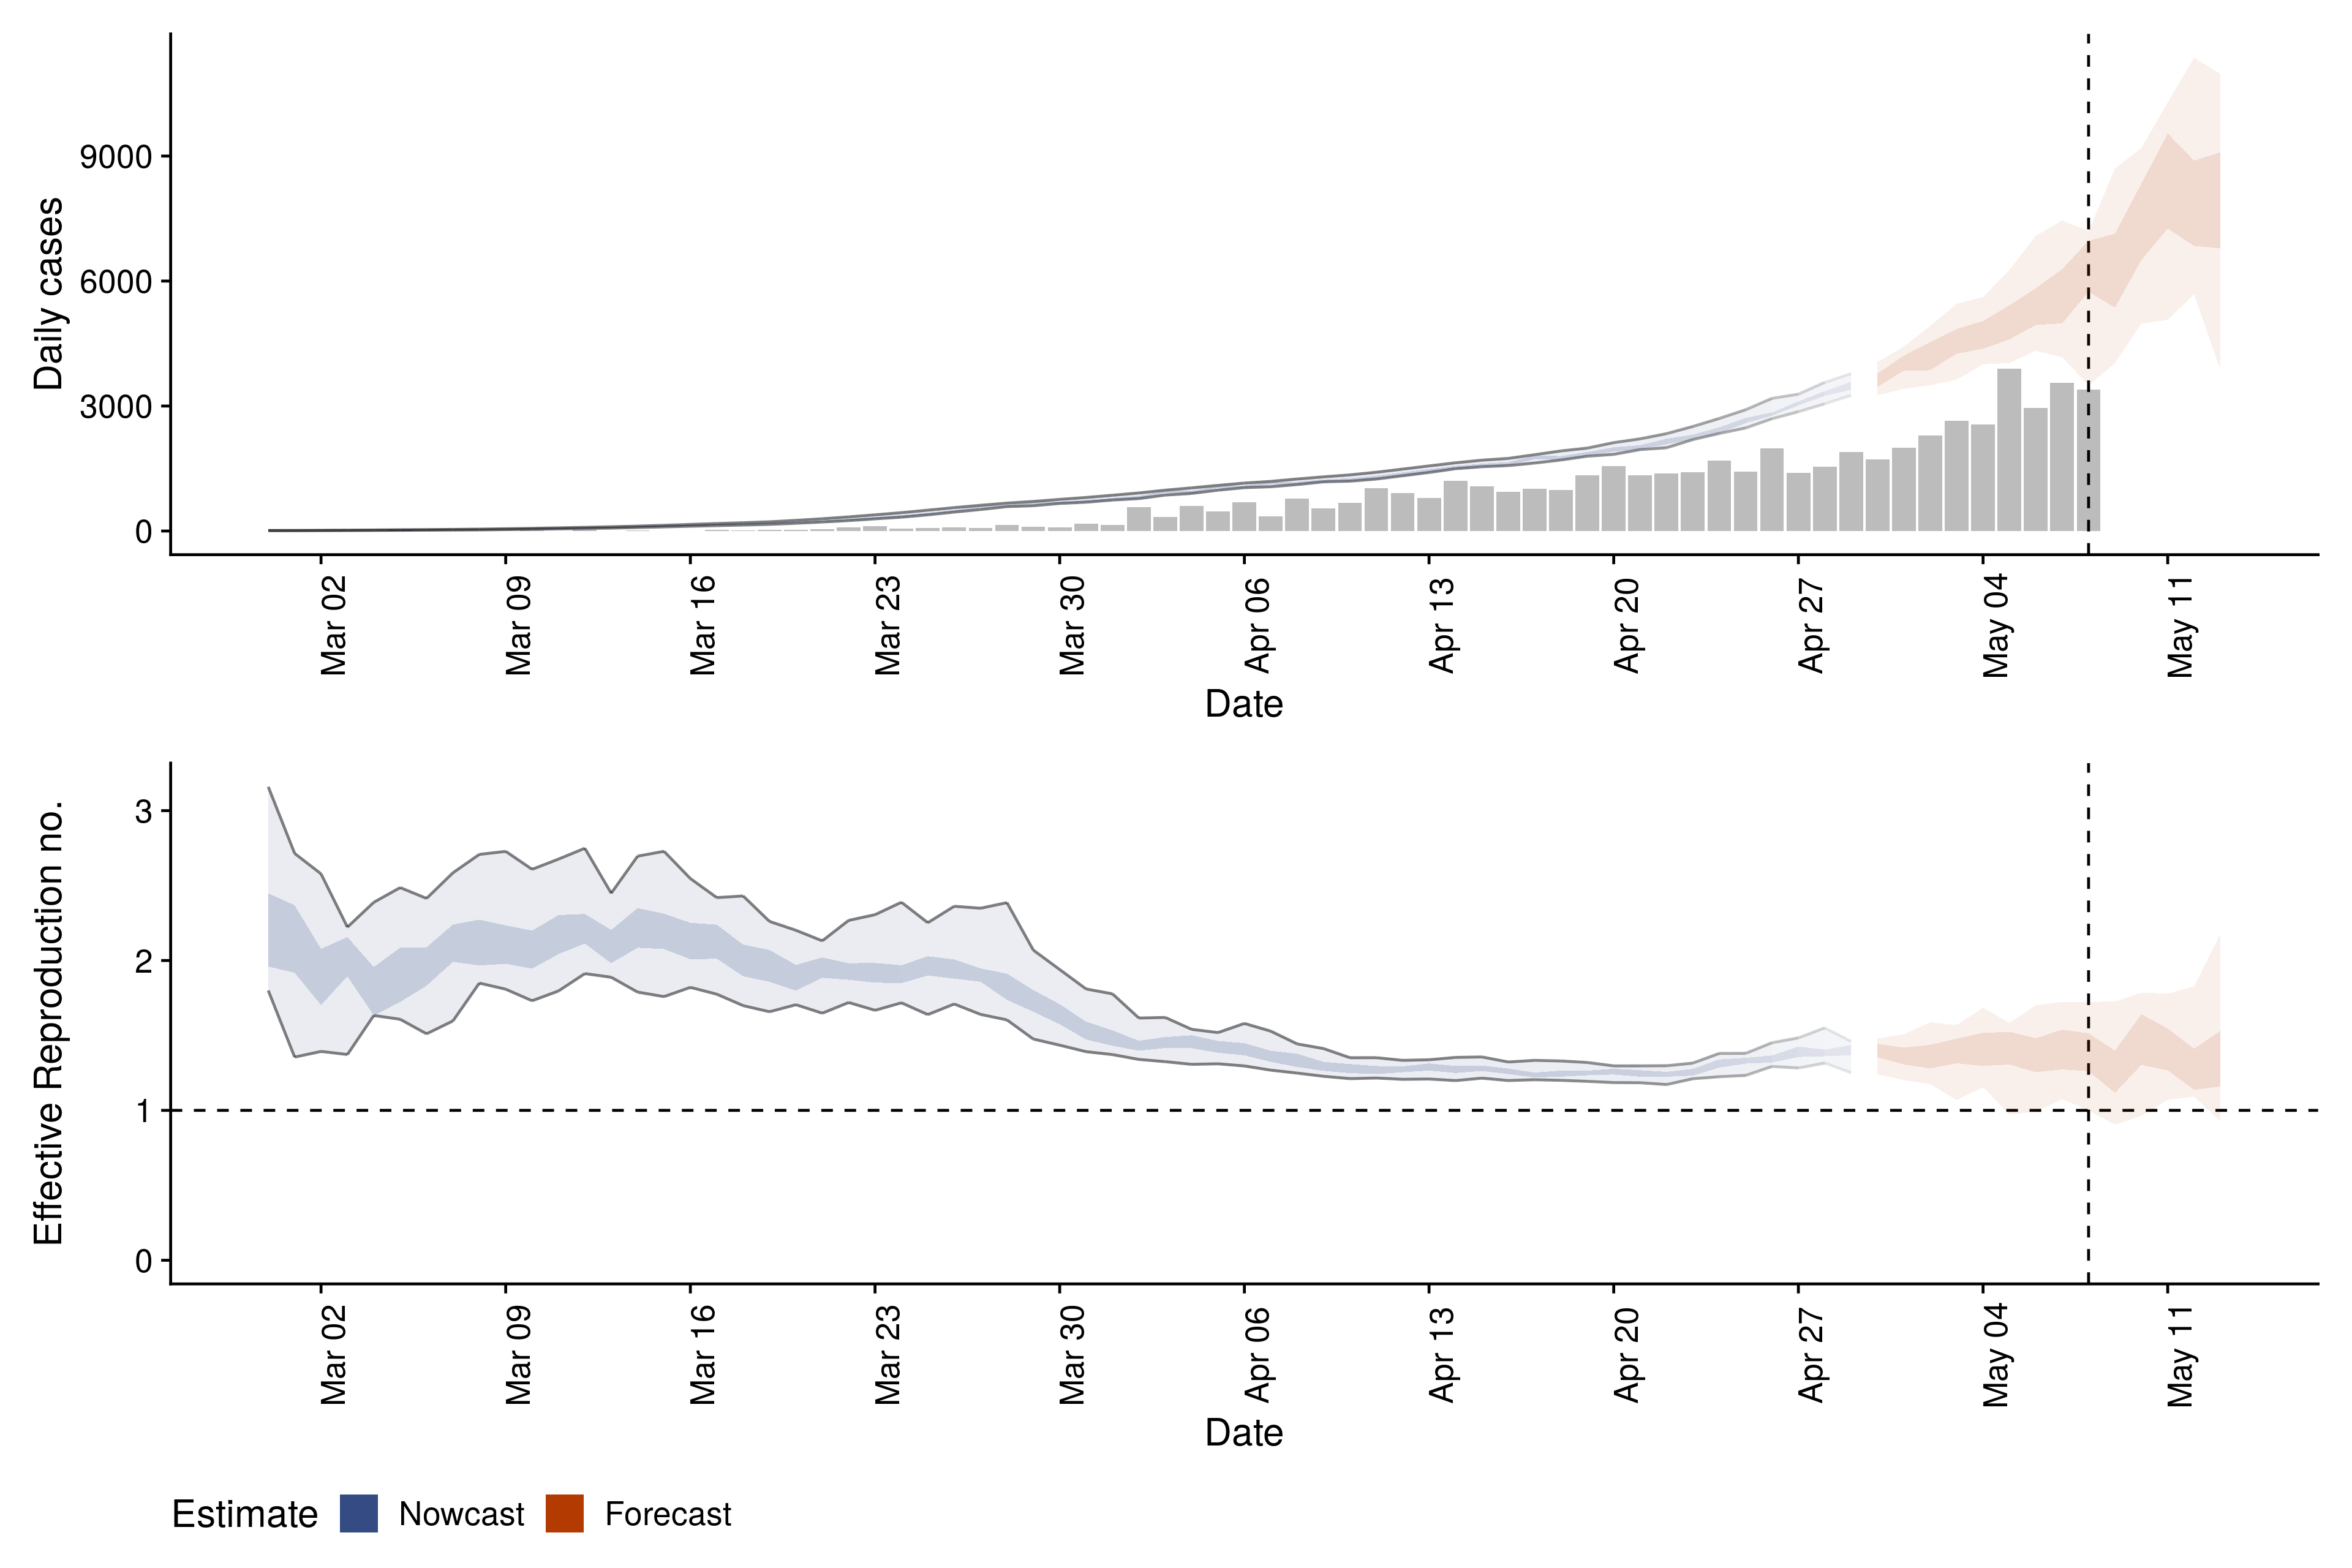 Daily cases
9000
6000
3000
0
Mar 02
Mar 09
Mar 16
Mar 23
Mar 30
Apr 06
Apr 13
Apr 20
Apr 27
May 04
May 11
Date
Effective Reproduction no.
3
2
1
0
Mar 02
Mar 09
Mar 16
Mar 23
Mar 30
Apr 06
Apr 13
Apr 20
Apr 27
May 04
May 11
Date
Estimate Nowcast Forecast